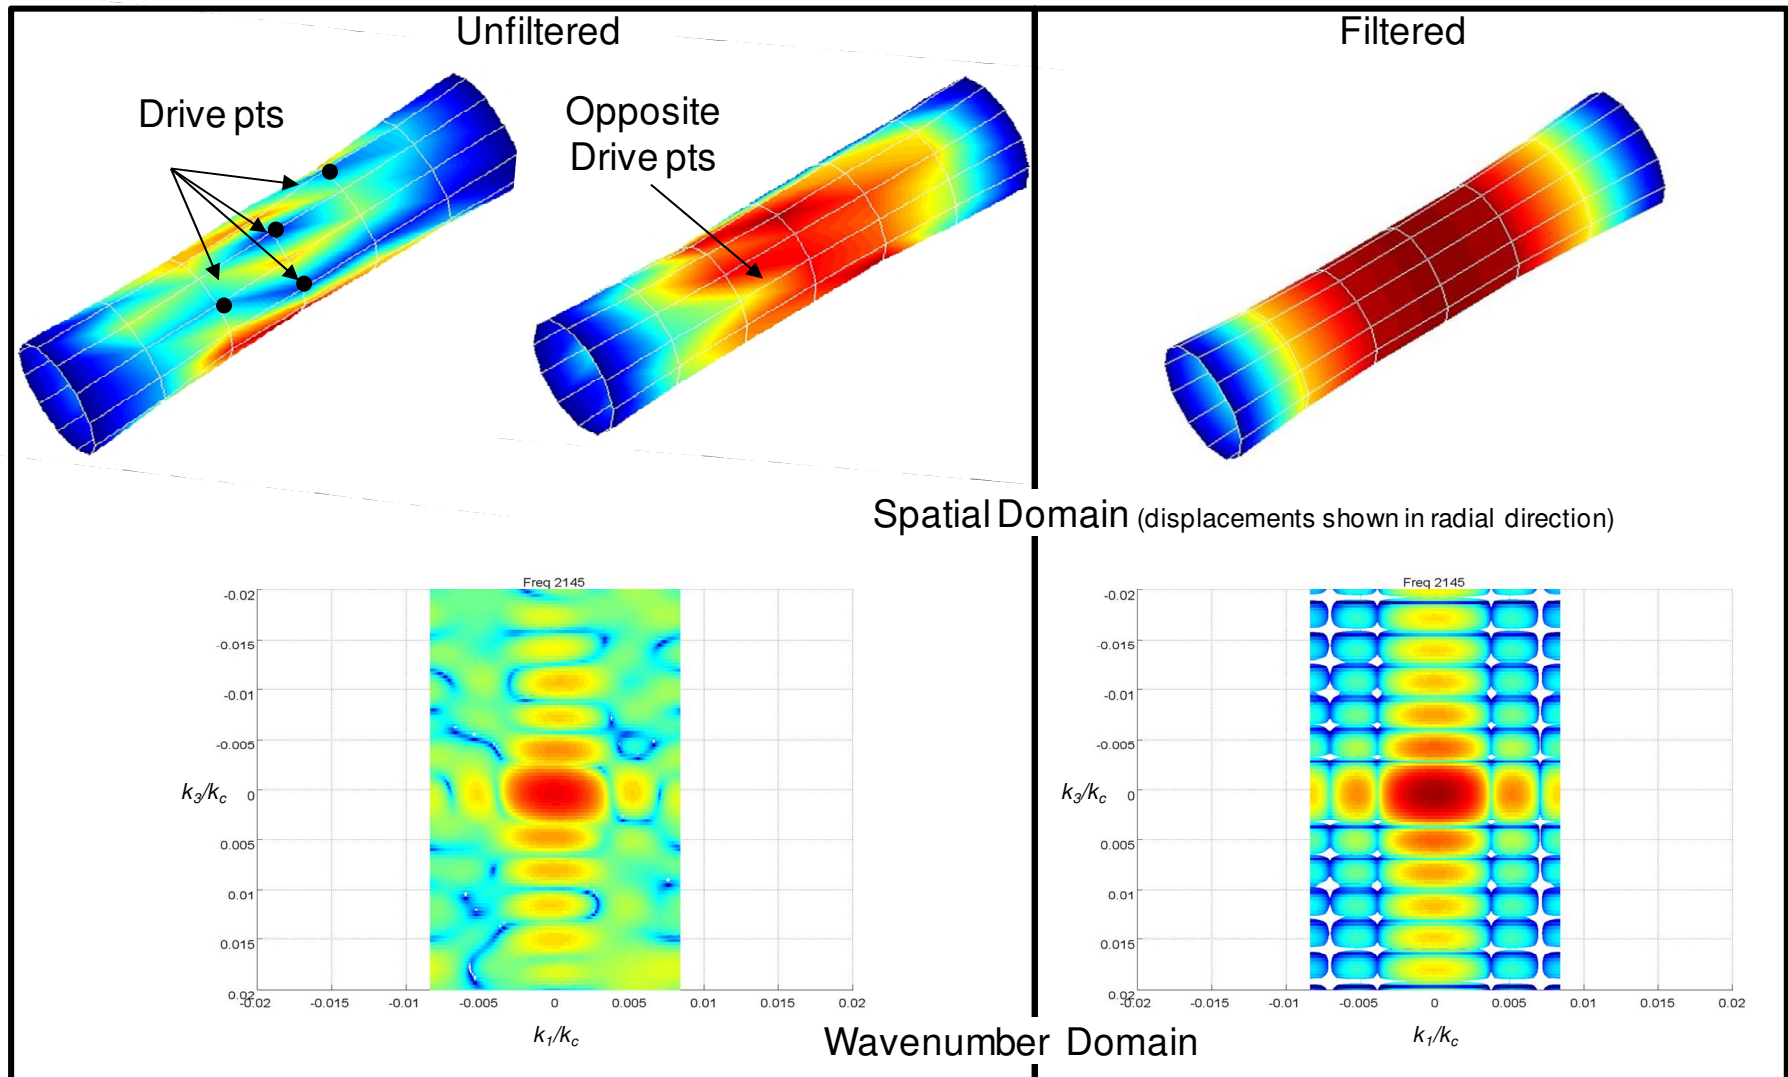 Unfiltered
Filtered
Drive pts
Opposite
Drive pts
Spatial Domain (displacements shown in radial direction)
Freq 2145
-0.02
-0.015
-0.01
-0.005
k3/kc
0
0.005
0.01
0.015
0.02
-0.02
-0.015
-0.01
-0.005
0
0.005
0.01
0.015
0.02
k1/kc
Freq 2145
-0.02
-0.015
-0.01
-0.005
k3/kc
0
0.005
0.01
0.015
0.02
-0.02
-0.015
-0.01
-0.005
0
0.005
0.01
0.015
0.02
k1/kc
Wavenumber Domain